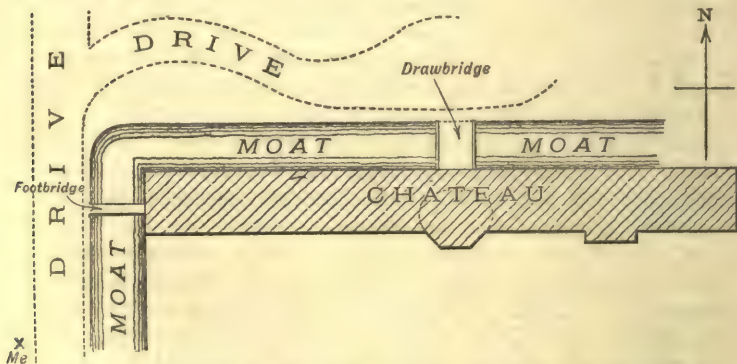 N
DRIVE
DRIVE
Drawbridge
MOAT
MOAT
Footbridge
CHATEAU
MOAT
x
Me